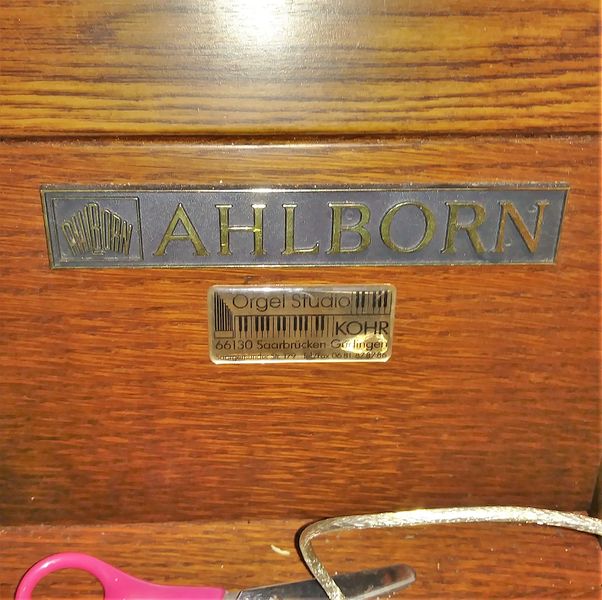 AHLBORN
AHLBORN
Orgel Studio
KOHR
66130 Saarbrücken Güdingen